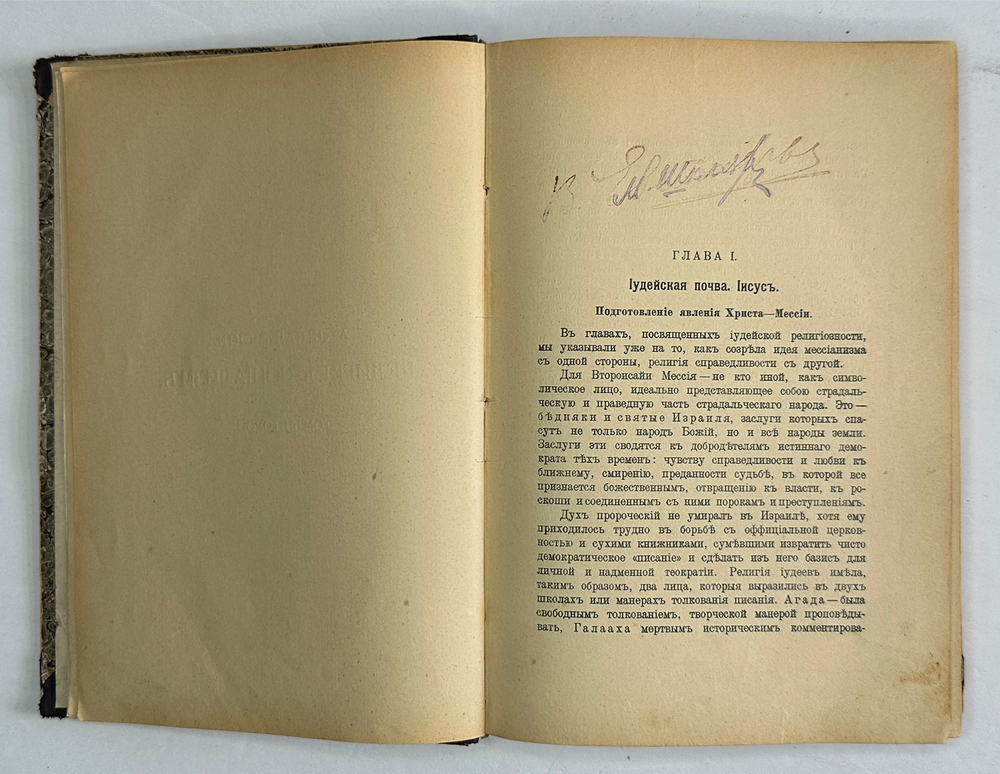 ГЛАВА I.
Іудейская почва. Іисусъ.
Подготовленіе явленія Христа—Мессіи.
Въ главахъ, посвященныхъ іудейской религіозности,
мы указывали уже на то, какъ созрѣла идея мессіанизма
съ одной стороны, религія справедливости съ другой.
Для Второисайи Мессія — не кто иной, какъ симво-
лическое лицо, идеально представляющее собою страдаль-
ческую и праведную часть страдальческаго народа. Это —
бѣдняки и святые Израиля, заслуги которыхъ спа-
сутъ не только народъ Божій, но и всѣ народы земли.
Заслуги эти сводятся къ добродѣтелямъ истиннаго демо-
крата тѣхъ временъ: чувству справедливости и любви къ
ближнему, смиренію, преданности судьбѣ, въ которой все
признается божественнымъ, отвращенію къ власти, къ ро-
скоши и соединеннымъ съ ними порокамъ и преступленіямъ.
Духъ пророческій не умиралъ въ Израилѣ, хотя ему
приходилось трудно въ борьбѣ съ оффиціальной церков-
ностью и сухими книжниками, сумѣвшими извратить чисто
демократическое «писаніе» и сдѣлать изъ него базисъ для
личной и надменной теократіи. Религія іудеевъ имѣла,
такимъ образомъ, два лица, которыя выразились въ двухъ
школахъ или манерахъ толкованія писанія. Агада — была
свободнымъ толкованіемъ, творческой манерой проповѣды-
вать, Галааха мертвымъ историческимъ комментирова-